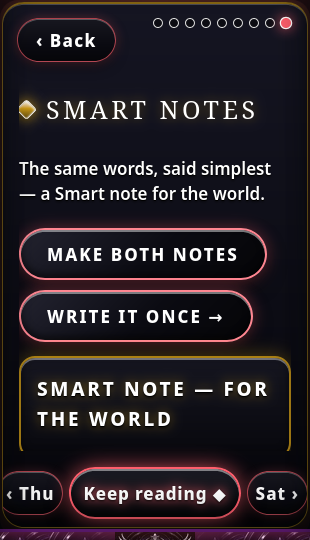 ‹ Back
SMART NOTES
The same words, said simplest
— a Smart note for the world.
MAKE BOTH NOTES
WRITE IT ONCE →
SMART NOTE — FOR
THE WORLD
‹ Thu
Keep reading ◆
Sat ›